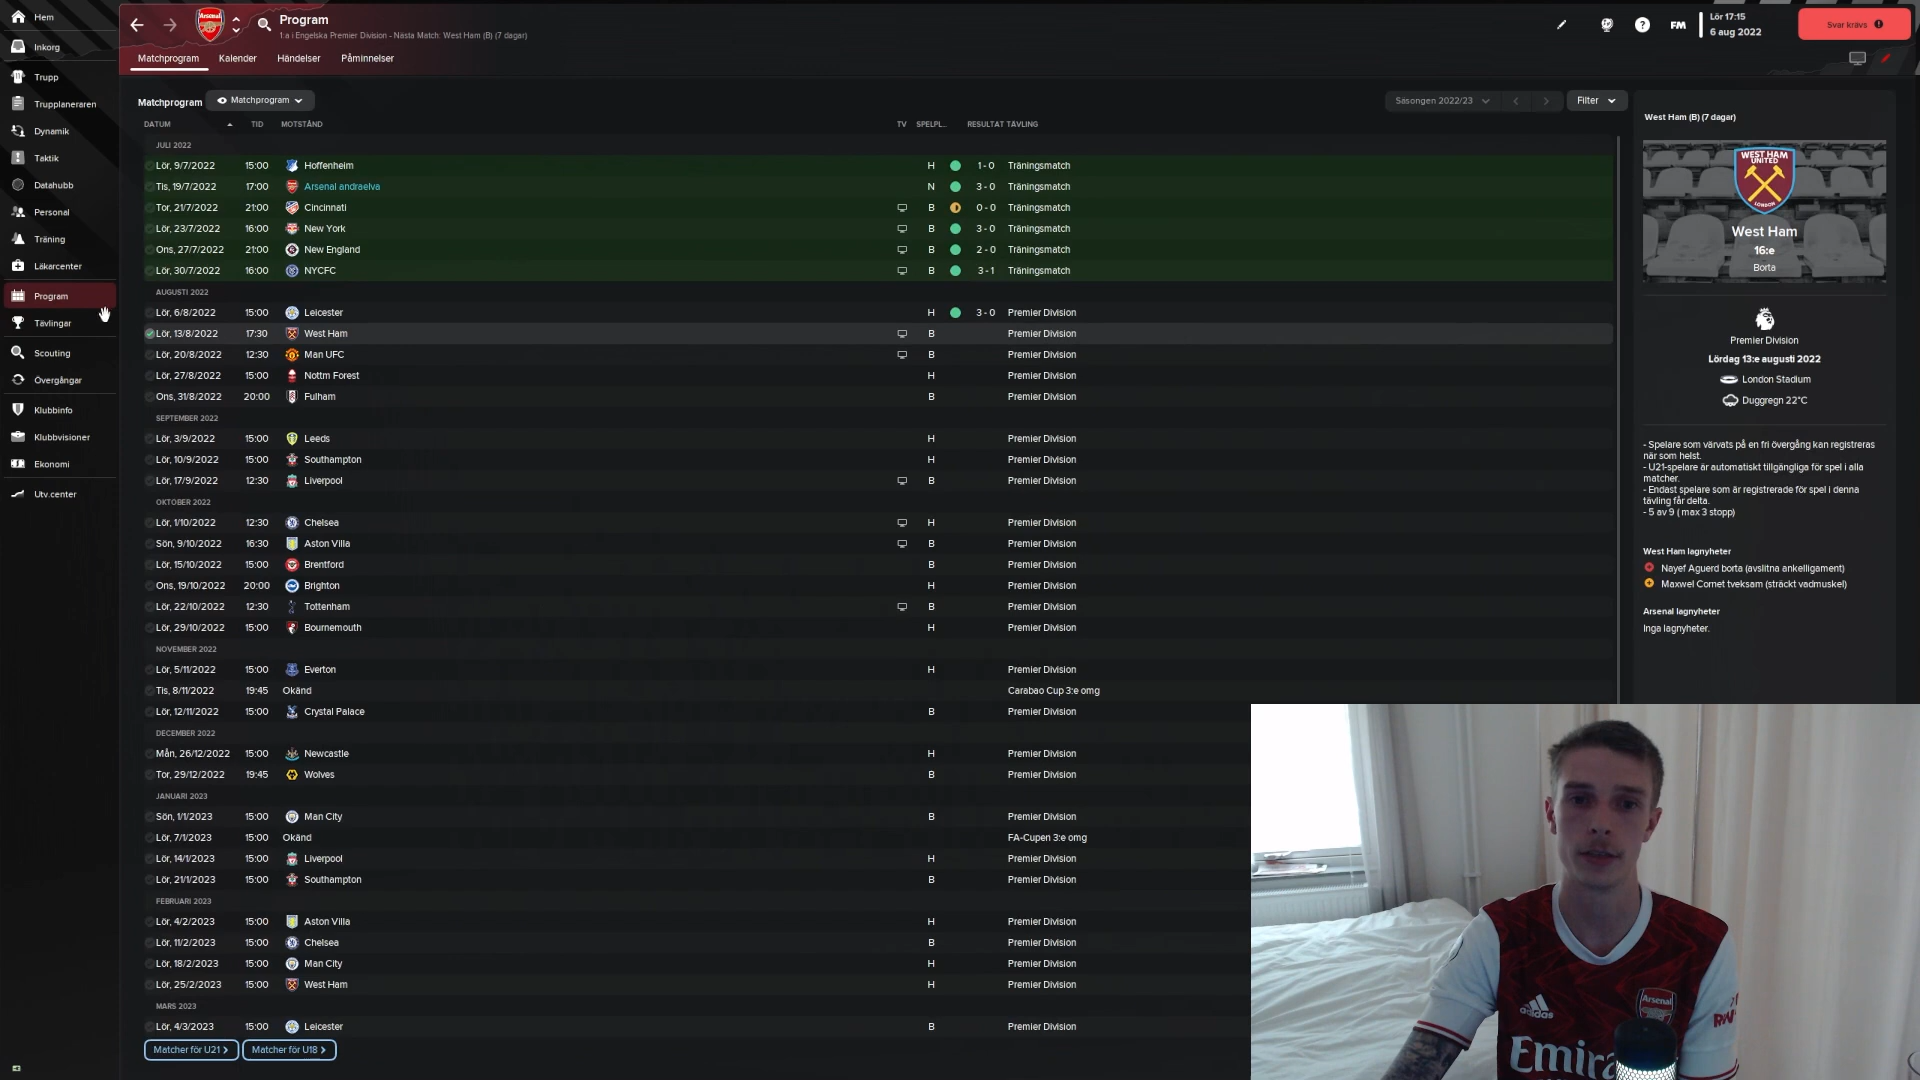 Hem
Inkorg
Trupp
Trupplaneraren
Dynamik
Taktik
Datahubb
Personal
Träning
Läkarcenter
Program
Tävlingar
Scouting
Övergångar
Klubbinfo
Klubbvisioner
Ekonomi
Utv.center
Arsenal
Program
1:a i Engelska Premier Division - Nästa Match: West Ham (B) (7 dagar)
FM
Lör 17:15
6 aug 2022
Svar krävs
Matchprogram Kalender Händelser Påminnelser
Matchprogram Matchprogram
Säsongen 2022/23 Filter
DATUM TID MOTSTÅND TV SPELPL... RESULTAT TÄVLING
JULI 2022
Lör, 9/7/2022 15:00 Hoffenheim H 1 - 0 Träningsmatch
Tis, 19/7/2022 17:00 Arsenal andraelva N 3 - 0 Träningsmatch
Tor, 21/7/2022 21:00 Cincinnati B 0 - 0 Träningsmatch
Lör, 23/7/2022 16:00 New York B 3 - 0 Träningsmatch
Ons, 27/7/2022 21:00 New England B 2 - 0 Träningsmatch
Lör, 30/7/2022 16:00 NYCFC B 3 - 1 Träningsmatch
AUGUSTI 2022
Lör, 6/8/2022 15:00 Leicester H 3 - 0 Premier Division
Lör, 13/8/2022 17:30 West Ham B Premier Division
Lör, 20/8/2022 12:30 Man UFC B Premier Division
Lör, 27/8/2022 15:00 Nottm Forest H Premier Division
Ons, 31/8/2022 20:00 Fulham B Premier Division
SEPTEMBER 2022
Lör, 3/9/2022 15:00 Leeds H Premier Division
Lör, 10/9/2022 15:00 Southampton H Premier Division
Lör, 17/9/2022 12:30 Liverpool B Premier Division
OKTOBER 2022
Lör, 1/10/2022 12:30 Chelsea H Premier Division
Sön, 9/10/2022 16:30 Aston Villa B Premier Division
Lör, 15/10/2022 15:00 Brentford B Premier Division
Ons, 19/10/2022 20:00 Brighton H Premier Division
Lör, 22/10/2022 12:30 Tottenham B Premier Division
Lör, 29/10/2022 15:00 Bournemouth H Premier Division
NOVEMBER 2022
Lör, 5/11/2022 15:00 Everton H Premier Division
Tis, 8/11/2022 19:45 Okänd Carabao Cup 3:e omg
Lör, 12/11/2022 15:00 Crystal Palace B Premier Division
DECEMBER 2022
Mån, 26/12/2022 15:00 Newcastle H Premier Division
Tor, 29/12/2022 19:45 Wolves B Premier Division
JANUARI 2023
Sön, 1/1/2023 15:00 Man City B Premier Division
Lör, 7/1/2023 15:00 Okänd FA-Cupen 3:e omg
Lör, 14/1/2023 15:00 Liverpool H Premier Division
Lör, 21/1/2023 15:00 Southampton B Premier Division
FEBRUARI 2023
Lör, 4/2/2023 15:00 Aston Villa H Premier Division
Lör, 11/2/2023 15:00 Chelsea B Premier Division
Lör, 18/2/2023 15:00 Man City H Premier Division
Lör, 25/2/2023 15:00 West Ham H Premier Division
MARS 2023
Lör, 4/3/2023 15:00 Leicester B Premier Division
Matcher för U21 Matcher för U18
West Ham (B) (7 dagar)
WEST HAM
UNITED
LONDON
West Ham
16:e
Borta
Premier Division
Lördag 13:e augusti 2022
London Stadium
Duggregn 22°C
- Spelare som värvats på en fri övergång kan registreras
när som helst.
- U21-spelare är automatiskt tillgängliga för spel i alla
matcher.
- Endast spelare som är registrerade för spel i denna
tävling får delta.
- 5 av 9 ( max 3 stopp)
West Ham lagnyheter
Nayef Aguerd borta (avslitna ankelligament)
Maxwel Cornet tveksam (sträckt vadmuskel)
Arsenal lagnyheter
Inga lagnyheter.
adidas
Arsenal
Emira